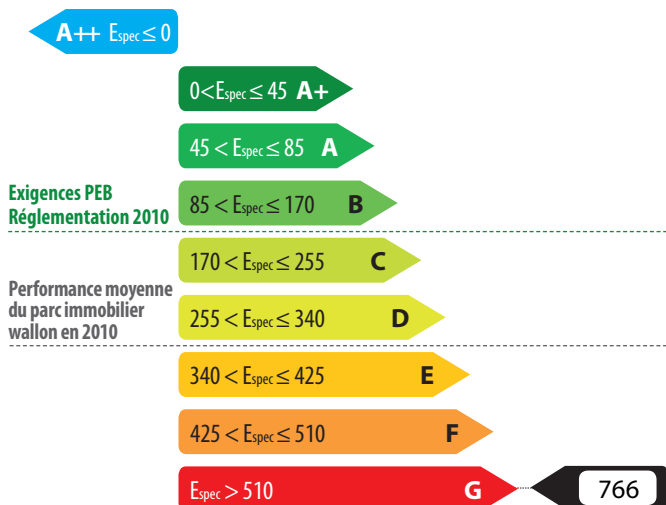 A++ Espec ≤ 0
0 < Espec ≤ 45 A+
45 < Espec ≤ 85 A
Exigences PEB
Réglementation 2010
85 < Espec ≤ 170 B
170 < Espec ≤ 255 C
Performance moyenne
du parc immobilier
wallon en 2010
255 < Espec ≤ 340 D
340 < Espec ≤ 425 E
425 < Espec ≤ 510 F
Espec > 510 G
766